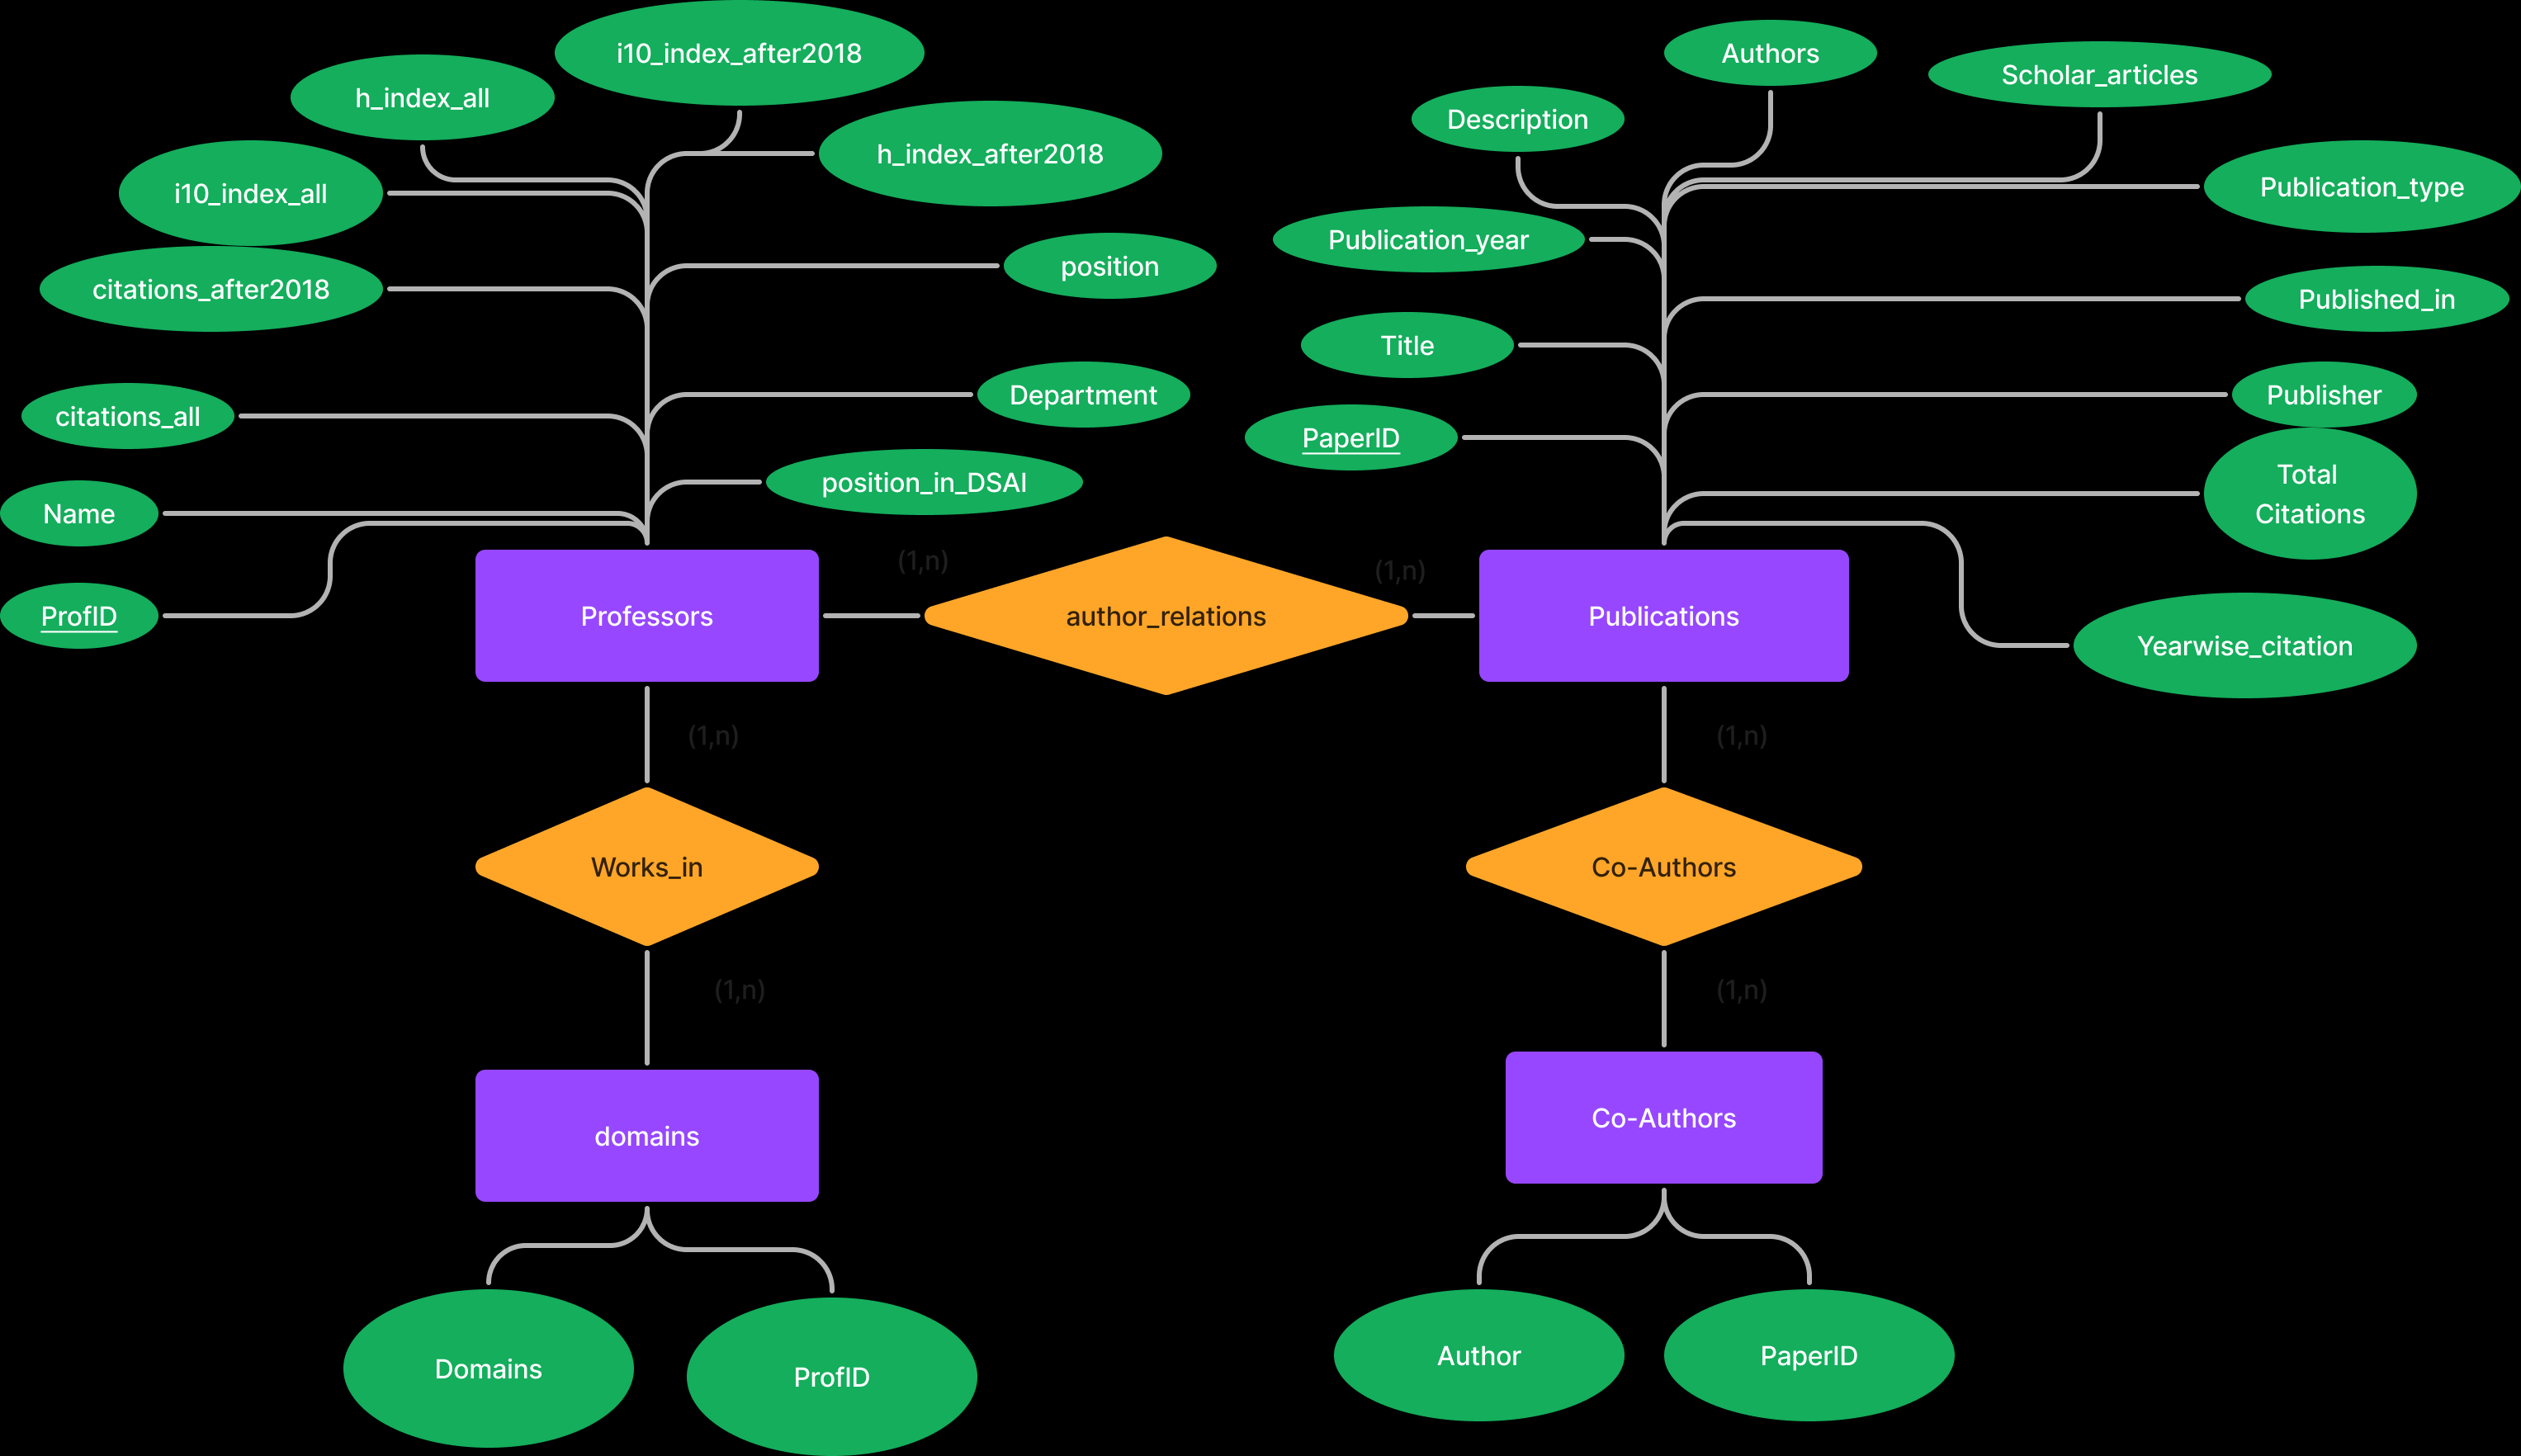 i10_index_after2018
h_index_all
h_index_after2018
i10_index_all
position
citations_after2018
Department
citations_all
position_in_DSAI
Name
ProfID
Authors
Scholar_articles
Description
Publication_type
Publication_year
Published_in
Title
Publisher
PaperID
Total
Citations
Yearwise_citation
Professors
(1,n)
author_relations
(1,n)
Publications
(1,n)
(1,n)
Works_in
Co-Authors
(1,n)
(1,n)
domains
Co-Authors
Domains
ProfID
Author
PaperID